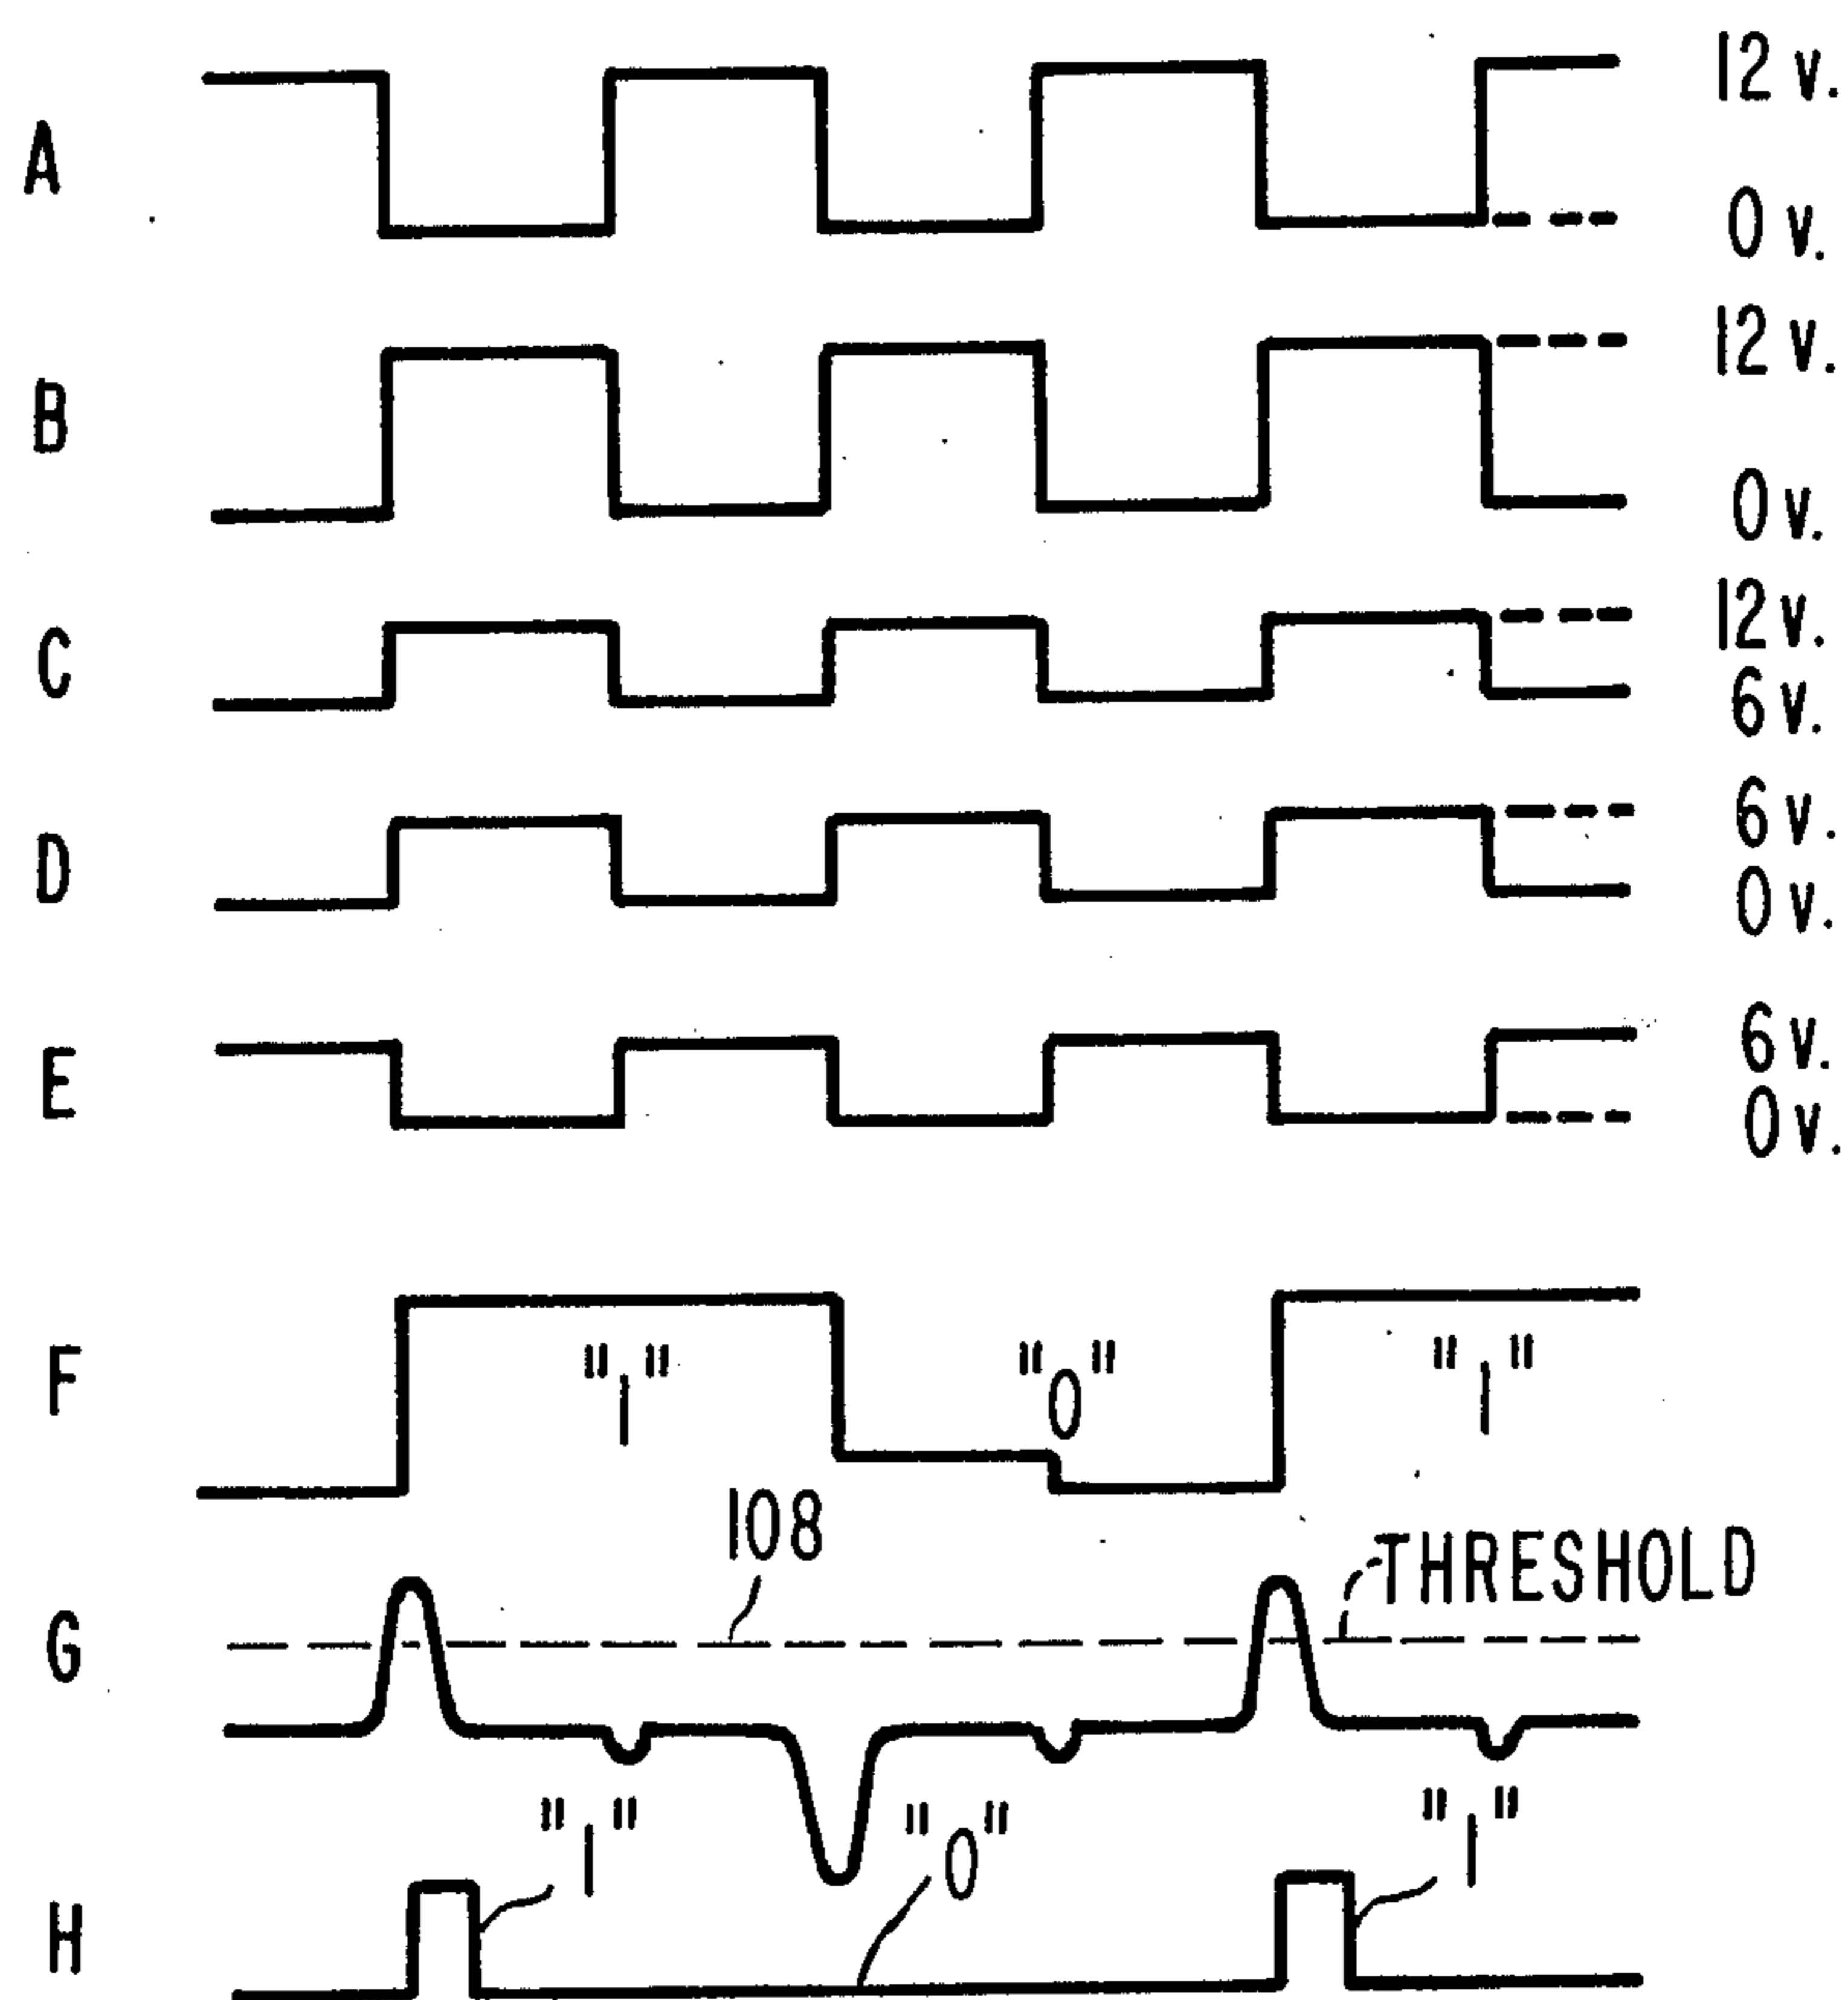 A 12 v.
0 v.
B 12 v.
0 v.
C 12 v.
6 v.
D 6 v.
0 v.
E 6 v.
0 v.
F "1" "0" "1"
108
THRESHOLD
G
"1" "0" "1"
H